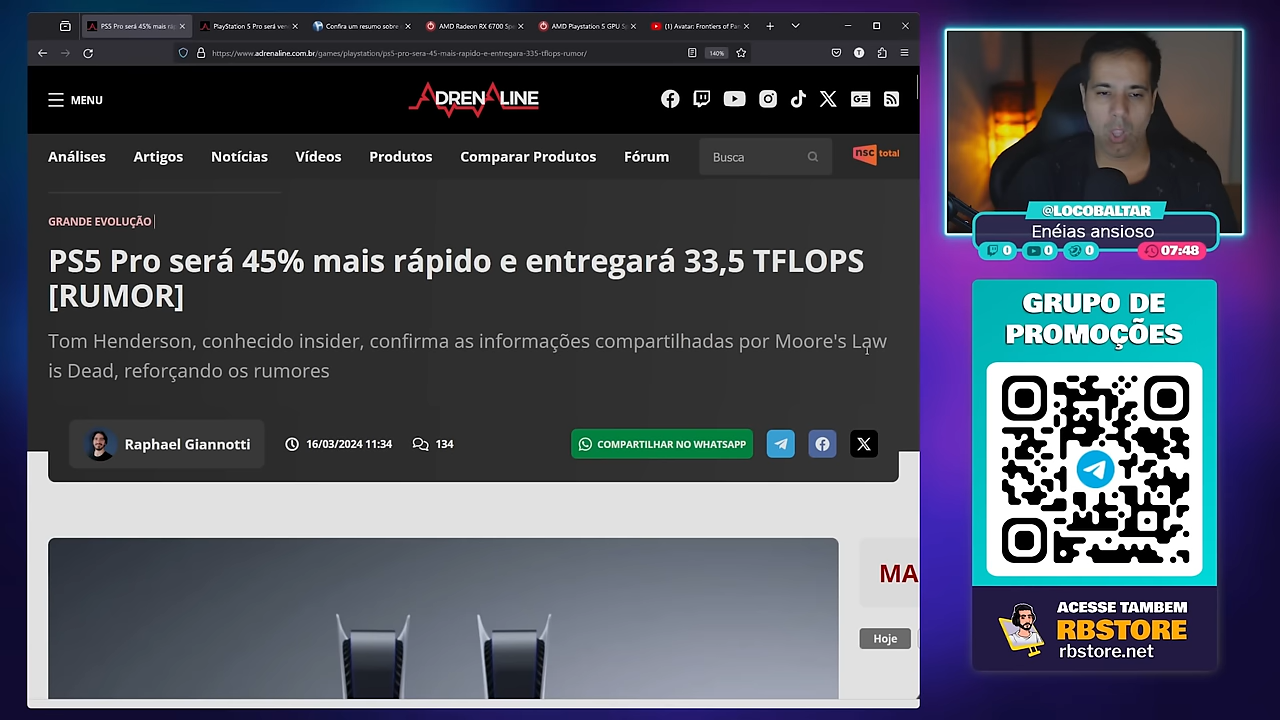 PS5 Pro será 45% mais ráp
PlayStation 5 Pro será ven
Confira um resumo sobre
AMD Radeon RX 6700 Spe
AMD Playstation 5 GPU Sp
(1) Avatar: Frontiers of Pan
https://www.adrenaline.com.br/games/playstation/ps5-pro-sera-45-mais-rapido-e-entregara-335-tflops-rumor/
140%
T
MENU
ADRENALINE
GE
Análises
Artigos
Notícias
Vídeos
Produtos
Comparar Produtos
Fórum
Busca
nsc total
GRANDE EVOLUÇÃO
PS5 Pro será 45% mais rápido e entregará 33,5 TFLOPS
[RUMOR]
Tom Henderson, conhecido insider, confirma as informações compartilhadas por Moore's Law
is Dead, reforçando os rumores
Raphael Giannotti
16/03/2024 11:34
134
COMPARTILHAR NO WHATSAPP
MA
Hoje
@LOCOBALTAR
Enéias ansioso
0
0
0
07:48
GRUPO DE
PROMOÇÕES
ACESSE TAMBEM
RBSTORE
rbstore.net